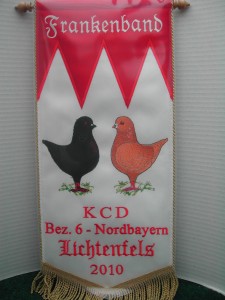 Frankenband
KCD
Bez. 6 - Nordbayern
Lichtenfels
2010